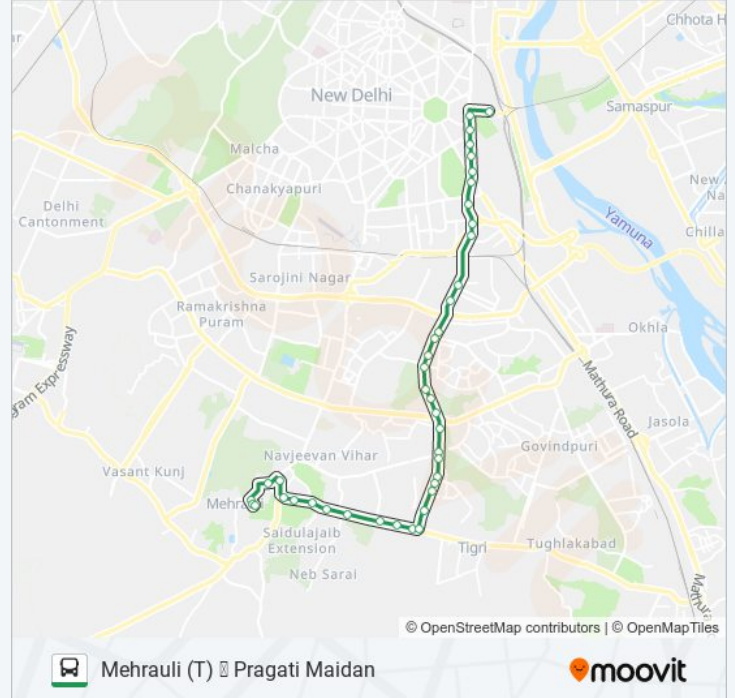 Chhota H
New Delhi
Samaspur
Malcha
Chanakyapuri
New
Na
Delhi
Cantonment
Yamuna
Chilla
Sarojini Nagar
Ramakrishna
Puram
Okhla
gram Expressway
Mathura Road
Jasola
Govindpuri
Navjeevan Vihar
Vasant Kunj
Mehra
Saidulajaib
Extension
Tigri
Tughlakabad
Neb Sarai
Mathura
© OpenStreetMap contributors | © OpenMapTiles
Mehrauli (T) Pragati Maidan
moovit